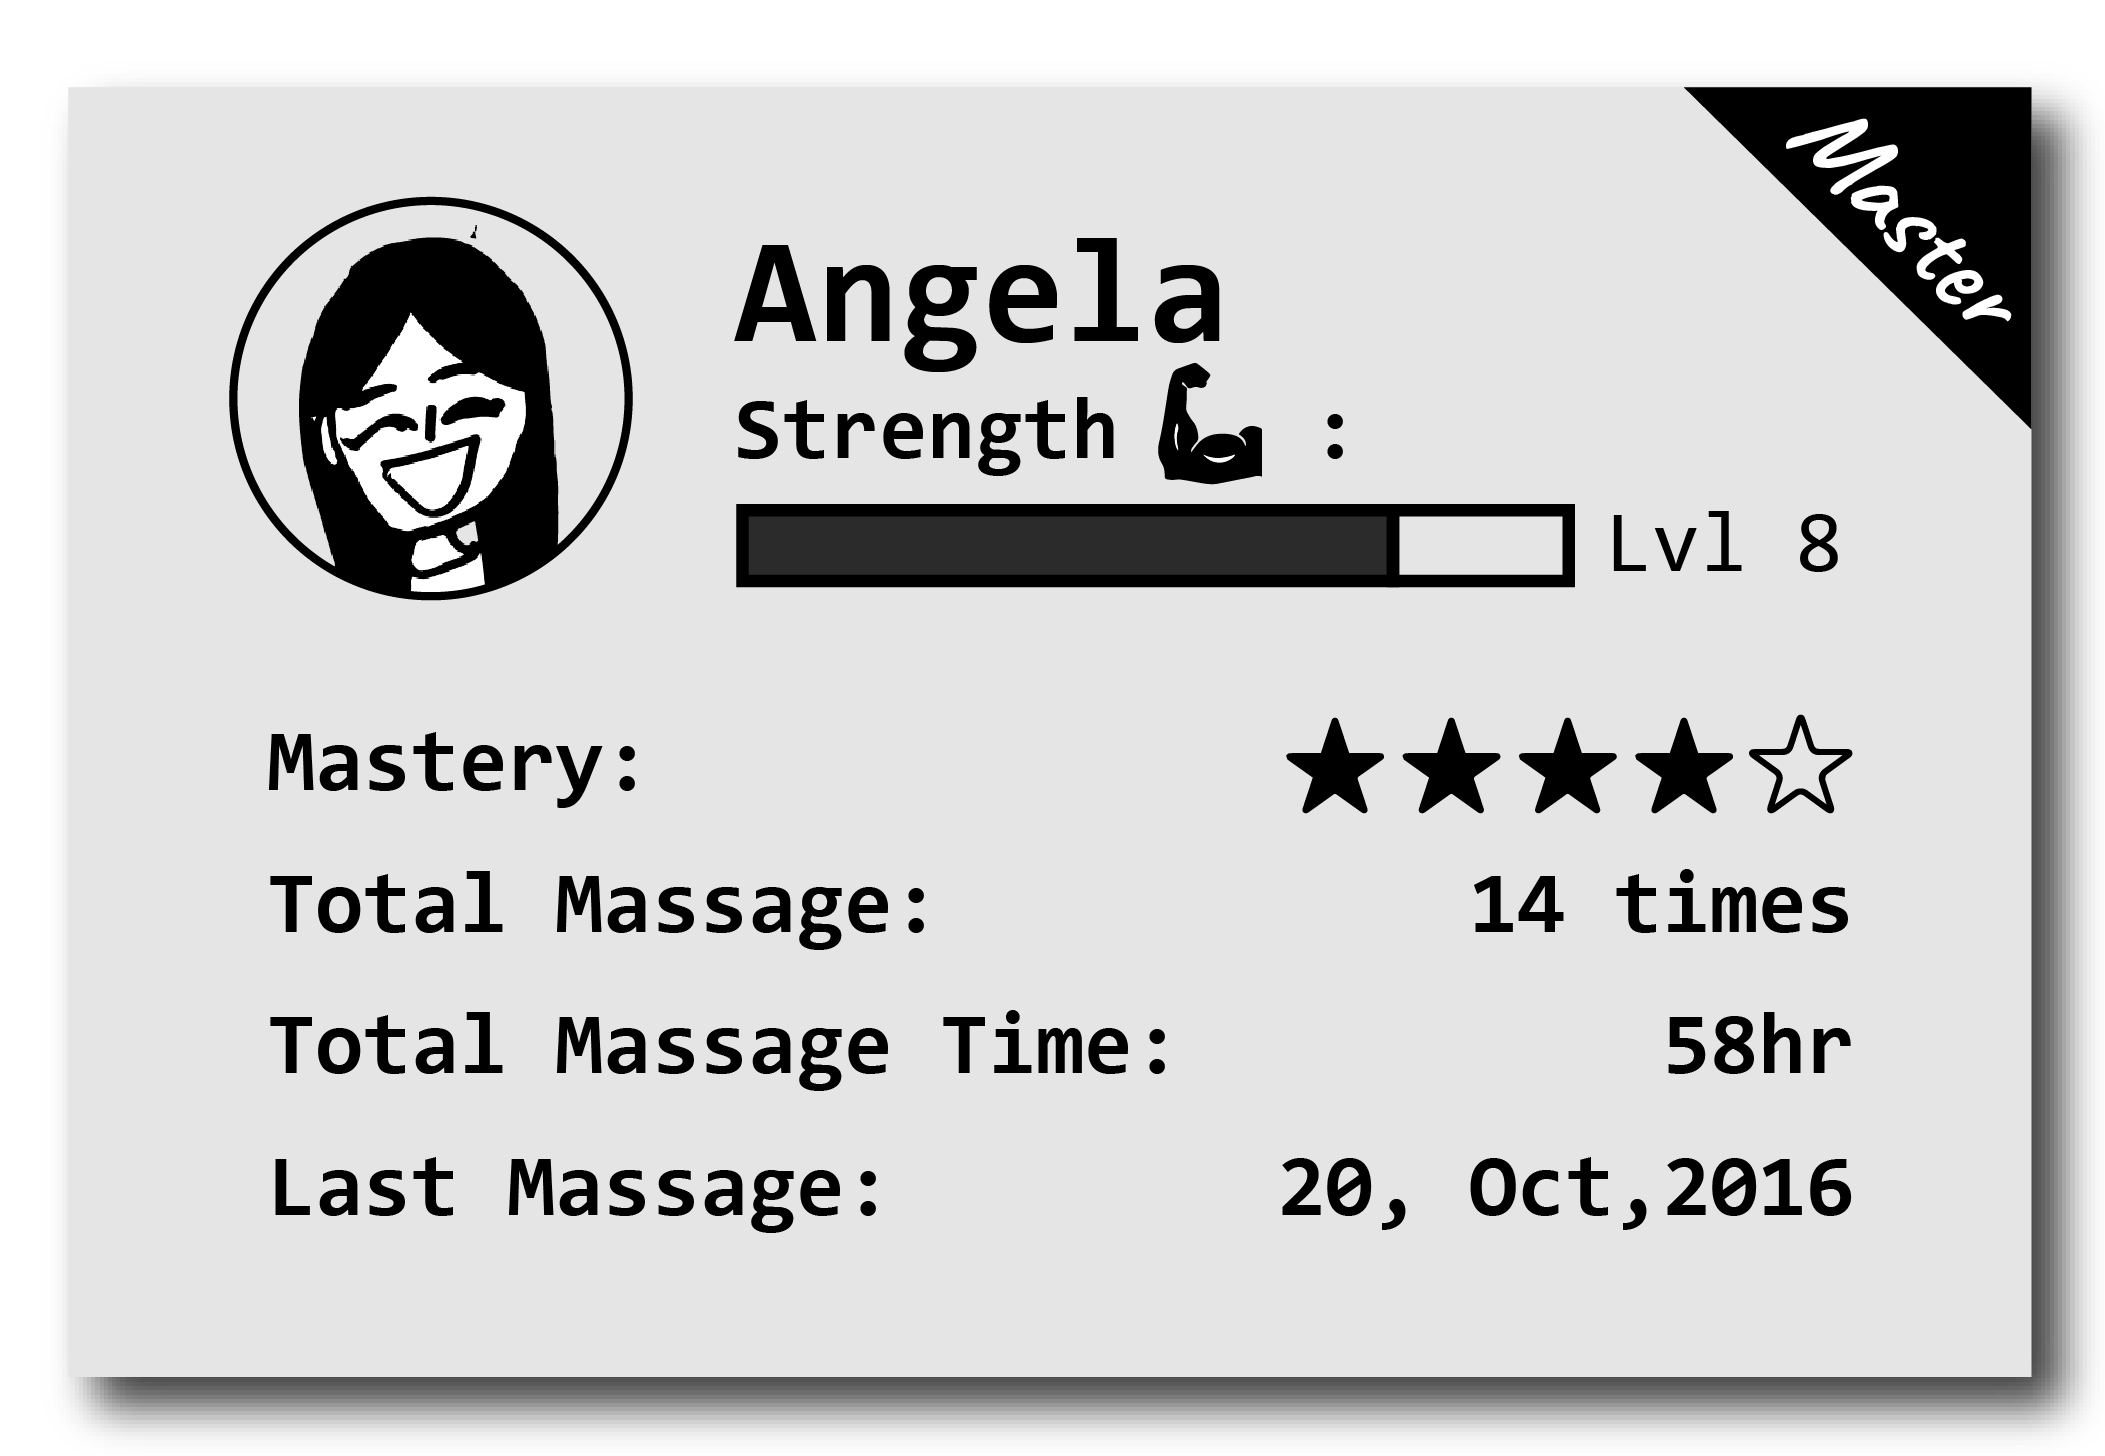 Master
Angela
Strength 💪 :
Lvl 8
Mastery: ★★★★☆
Total Massage: 14 times
Total Massage Time: 58hr
Last Massage: 20, Oct,2016